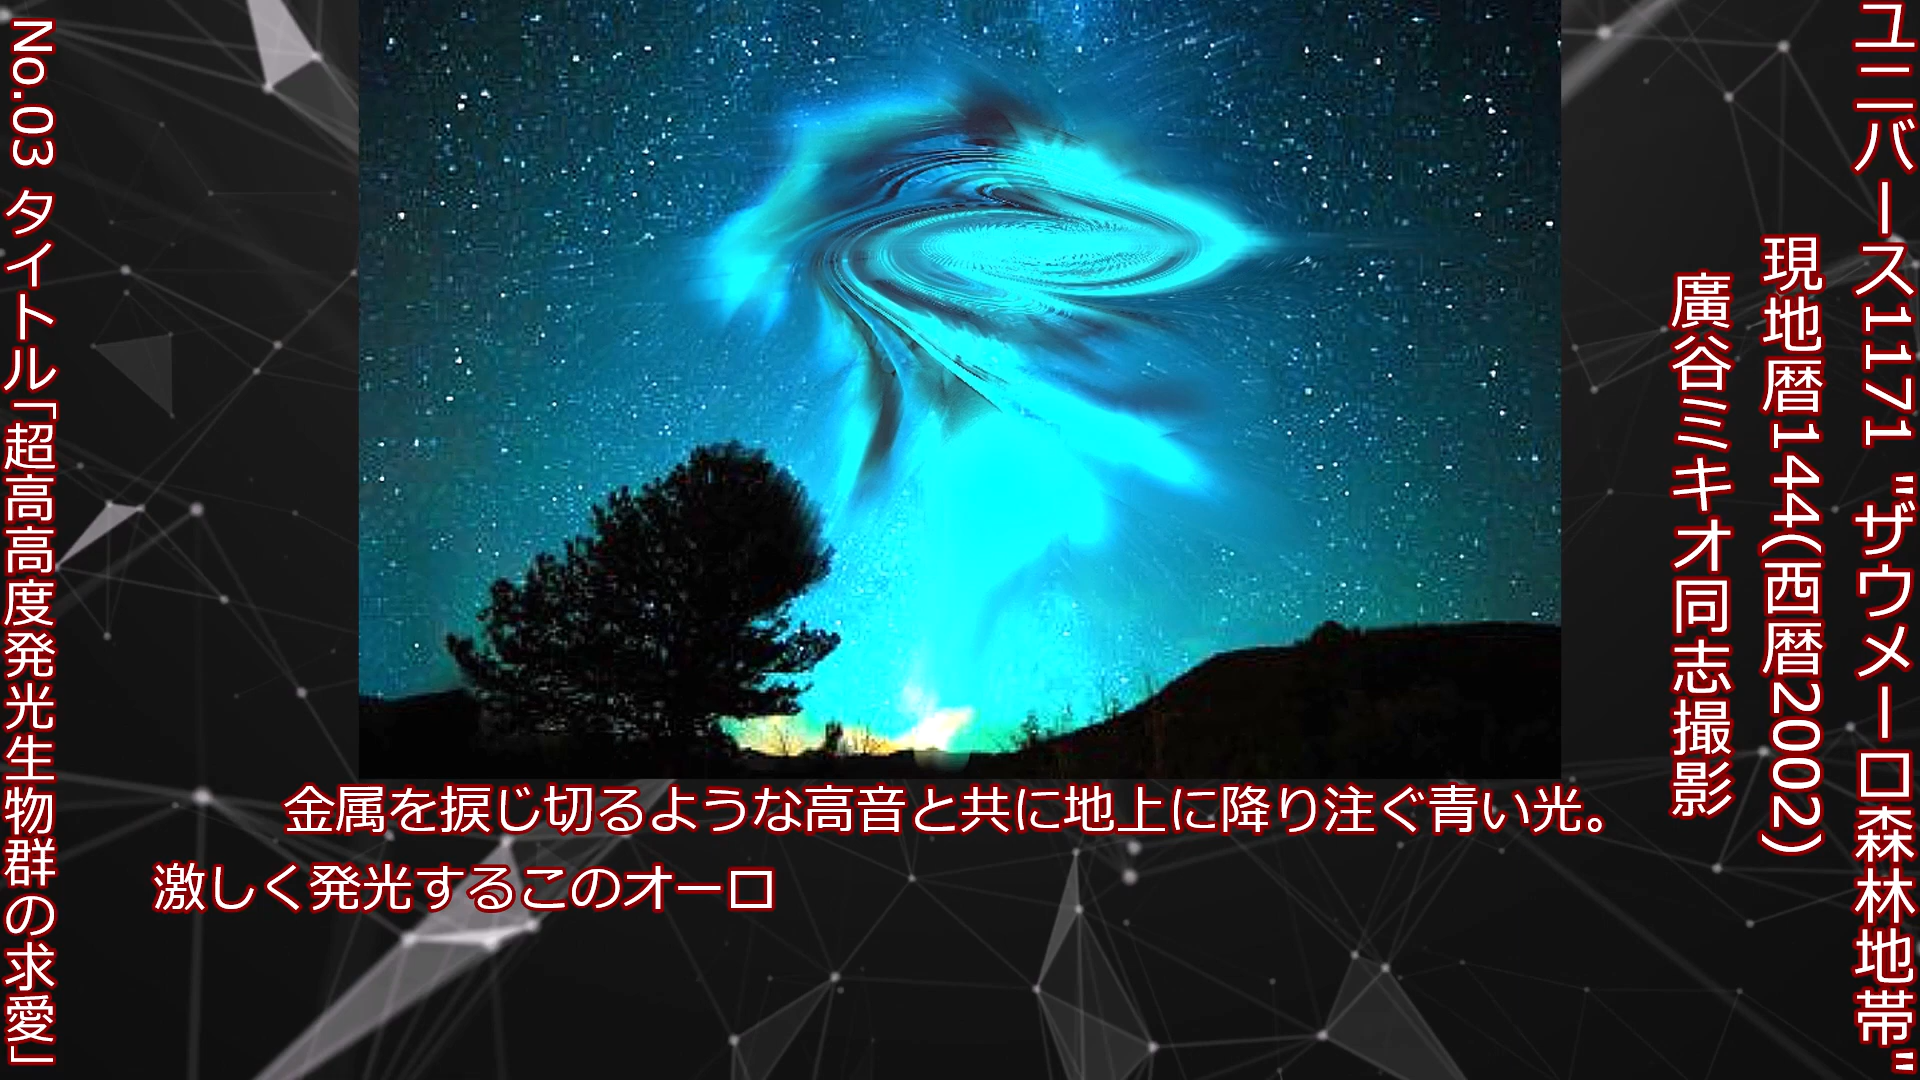 ユニバース1171 "ザウメーロ森林地帯"
現地暦144(西暦2002)
廣谷ミキオ同志撮影
No.03 タイトル「超高高度発光生物群の求愛」
金属を捩じ切るような高音と共に地上に降り注ぐ青い光。
激しく発光するこのオーロ